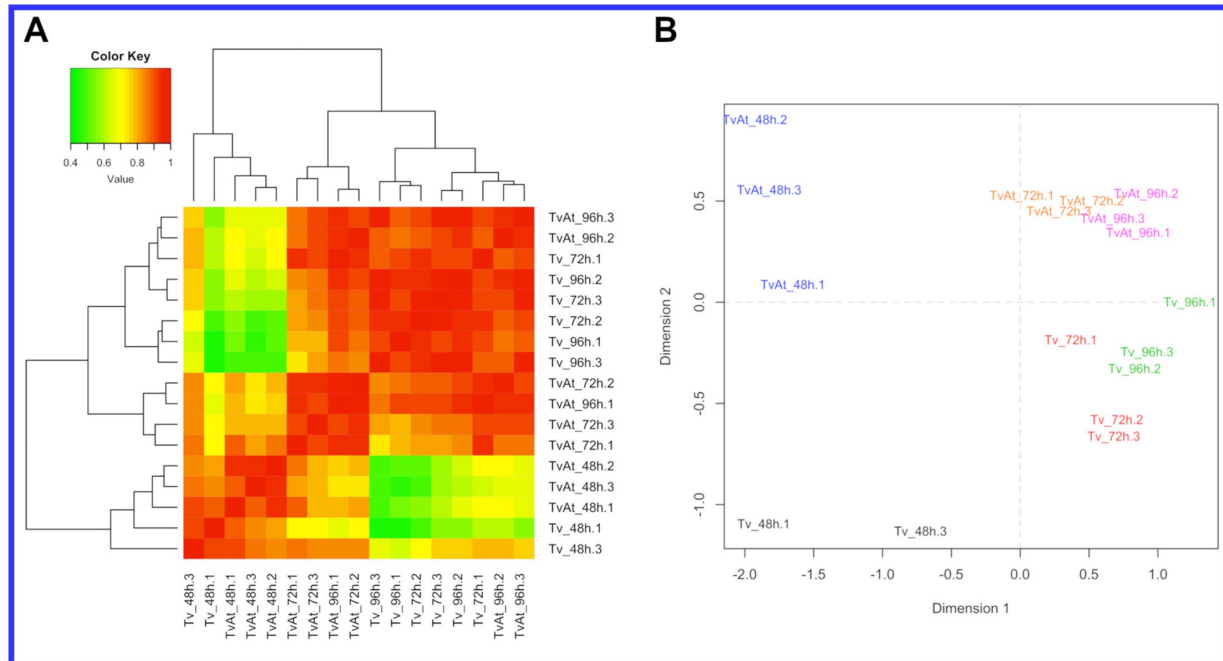 A
Color Key
0.4 0.6 0.8 1
Value
TvAt_96h.3
TvAt_96h.2
Tv_72h.1
Tv_96h.2
Tv_72h.3
Tv_72h.2
Tv_96h.1
Tv_96h.3
TvAt_72h.2
TvAt_96h.1
TvAt_72h.3
TvAt_72h.1
TvAt_48h.2
TvAt_48h.3
TvAt_48h.1
Tv_48h.1
Tv_48h.3
Tv_48h.3
Tv_48h.1
TvAt_48h.1
TvAt_48h.3
TvAt_48h.2
TvAt_72h.1
TvAt_72h.3
TvAt_96h.1
TvAt_72h.2
Tv_96h.3
Tv_96h.1
Tv_72h.2
Tv_72h.3
Tv_96h.2
Tv_72h.1
TvAt_96h.2
TvAt_96h.3
B
TvAt_48h.2
TvAt_48h.3
TvAt_72h.1
TvAt_72h.2
TvAt_72h.3
TvAt_96h.2
TvAt_96h.3
TvAt_96h.1
TvAt_48h.1
Tv_96h.1
Tv_72h.1
Tv_96h.3
Tv_96h.2
Tv_72h.2
Tv_72h.3
Tv_48h.1
Tv_48h.3
Dimension 2
0.5
0.0
-0.5
-1.0
-2.0 -1.5 -1.0 -0.5 0.0 0.5 1.0
Dimension 1